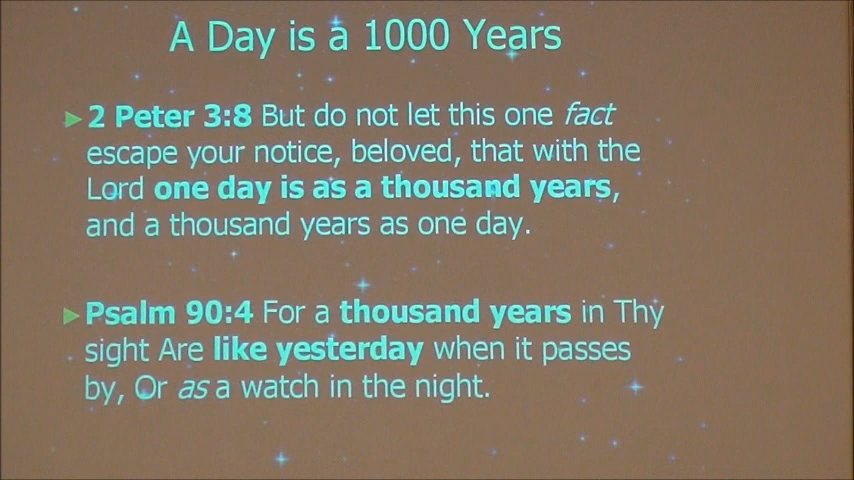 A Day is a 1000 Years
2 Peter 3:8 But do not let this one fact
escape your notice, beloved, that with the
Lord one day is as a thousand years,
and a thousand years as one day.
Psalm 90:4 For a thousand years in Thy
sight Are like yesterday when it passes
by, Or as a watch in the night.